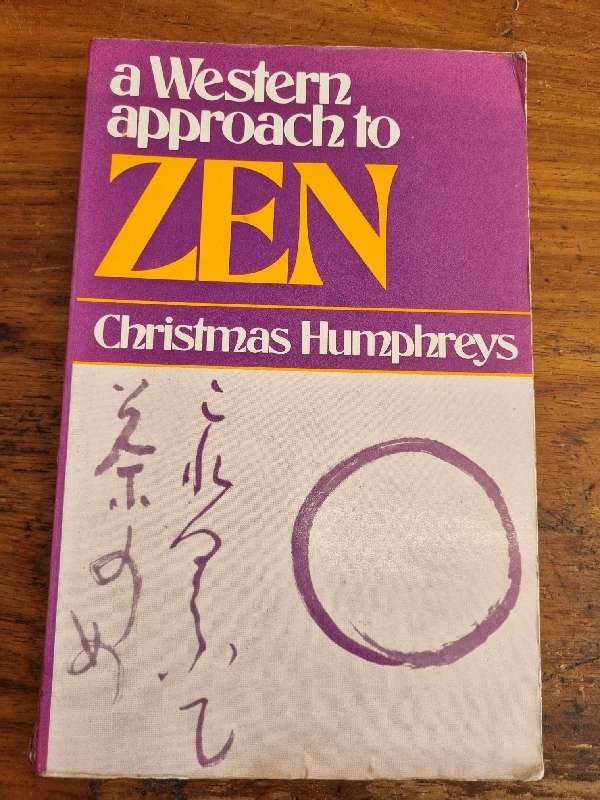 a Western
approach to
ZEN
Christmas Humphreys
これくふて
茶のめ